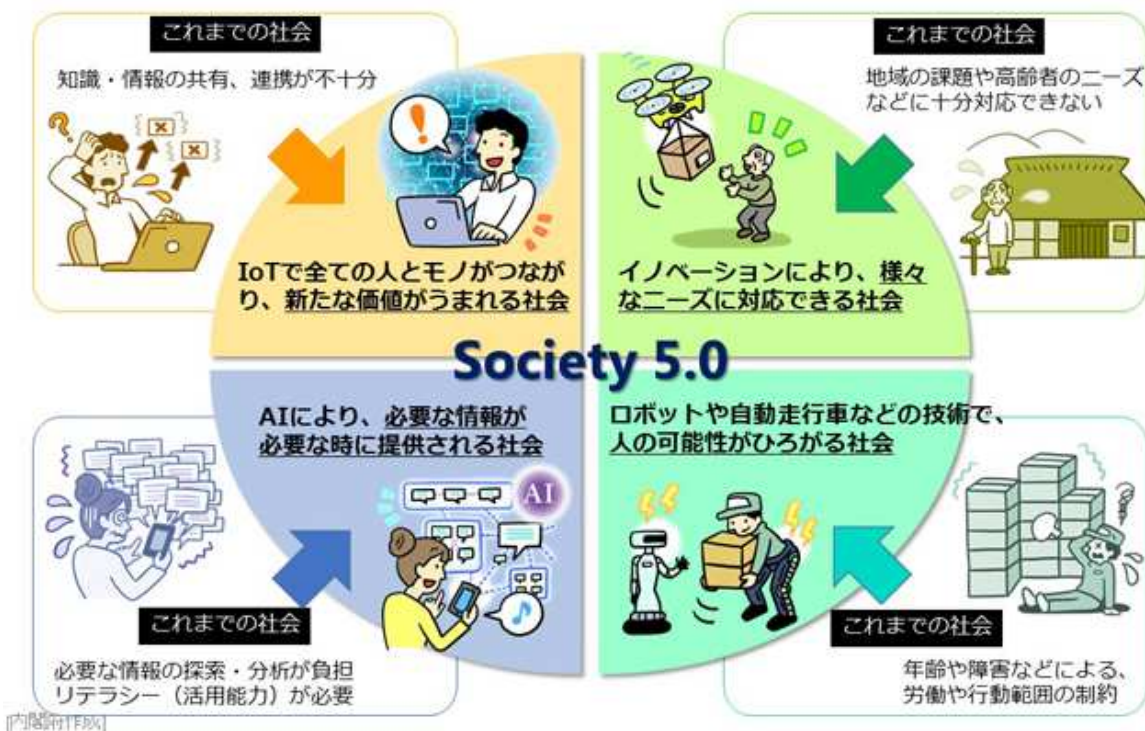 これまでの社会
知識・情報の共有、連携が不十分
IoTで全ての人とモノがつなが
り、新たな価値がうまれる社会
これまでの社会
地域の課題や高齢者のニーズ
などに十分対応できない
イノベーションにより、様々
なニーズに対応できる社会
Society 5.0
AIにより、必要な情報が
必要な時に提供される社会
AI
これまでの社会
必要な情報の探索・分析が負担
リテラシー（活用能力）が必要
ロボットや自動走行車などの技術で、
人の可能性がひろがる社会
これまでの社会
年齢や障害などによる、
労働や行動範囲の制約
[内閣府作成]